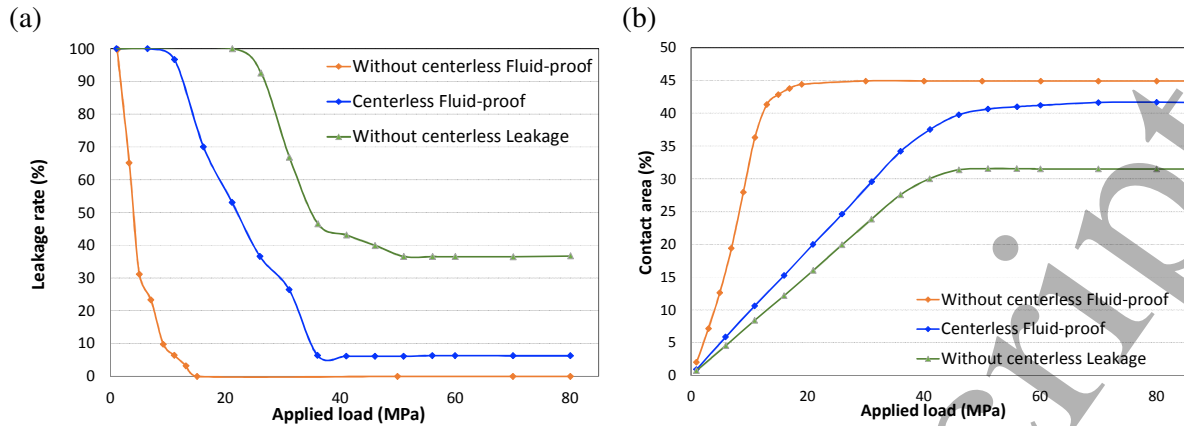 (a)
100
90
80
70
60
50
40
30
20
10
0
Leakage rate (%)
Without centerless Fluid-proof
Centerless Fluid-proof
Without centerless Leakage
0 20 40 60 80
Applied load (MPa)
(b)
50
45
40
35
30
25
20
15
10
5
0
Contact area (%)
Without centerless Fluid-proof
Centerless Fluid-proof
Without centerless Leakage
0 20 40 60 80
Applied load (MPa)